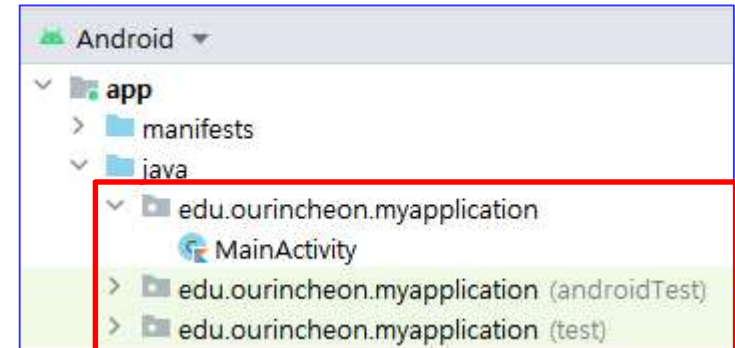 Android
app
manifests
java
edu.ourincheon.myapplication
MainActivity
edu.ourincheon.myapplication (androidTest)
edu.ourincheon.myapplication (test)